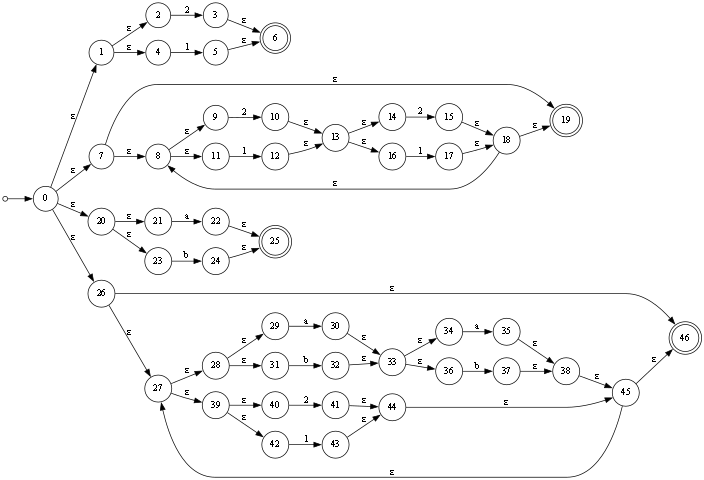 ε 2 2 3 ε
1 ε 6
ε 4 1 5 ε
ε
ε
9 2 10 ε 14 2 15
ε ε ε 19
7 ε 8 13 18 ε
ε 11 1 12 ε ε 16 1 17 ε
ε ε
0
ε 20 ε 21 a 22 ε
ε 25
ε 23 b 24 ε
26 ε
ε 29 a 30 34 a 35
ε ε ε ε 46
28 ε 31 b 32 ε 33 ε 36 b 37 ε 38 ε ε
ε
27 45
ε 39 ε 40 2 41 ε 44 ε
ε 42 1 43 ε
ε